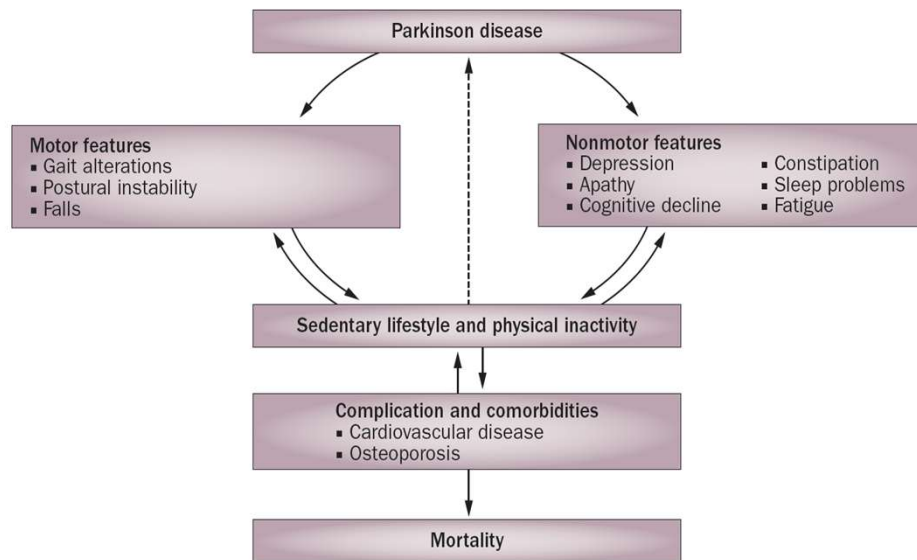 Parkinson disease
Motor features
▪ Gait alterations
▪ Postural instability
▪ Falls
Nonmotor features
▪ Depression
▪ Apathy
▪ Cognitive decline
▪ Constipation
▪ Sleep problems
▪ Fatigue
Sedentary lifestyle and physical inactivity
Complication and comorbidities
▪ Cardiovascular disease
▪ Osteoporosis
Mortality